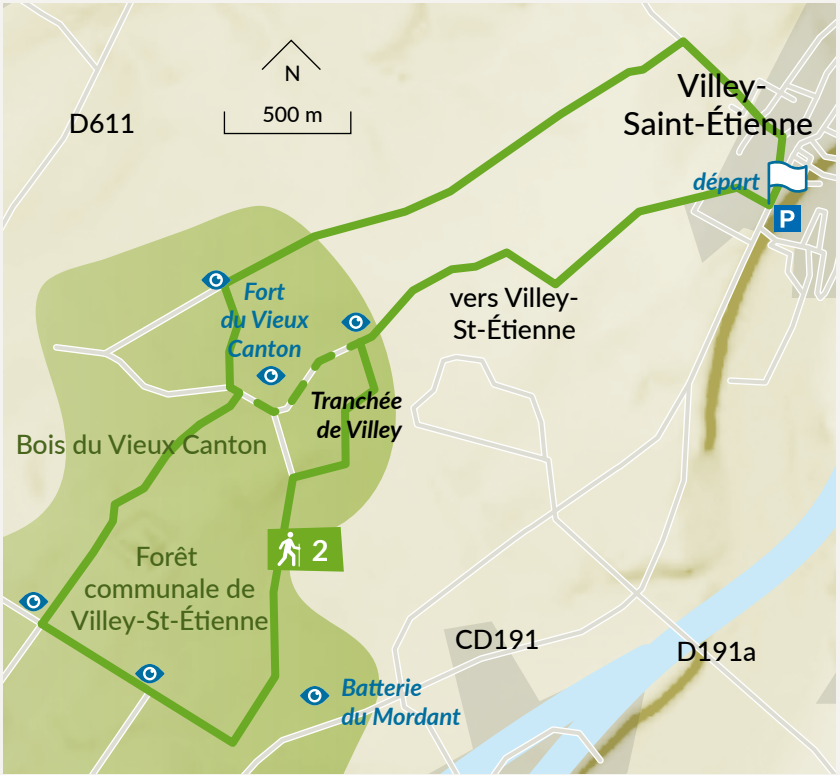 N
500 m
D611
Villey-
Saint-Étienne
départ
P
Fort
du Vieux
Canton
vers Villey-
St-Étienne
Tranchée
de Villey
Bois du Vieux Canton
2
Forêt
communale de
Villey-St-Étienne
CD191
D191a
Batterie
du Mordant